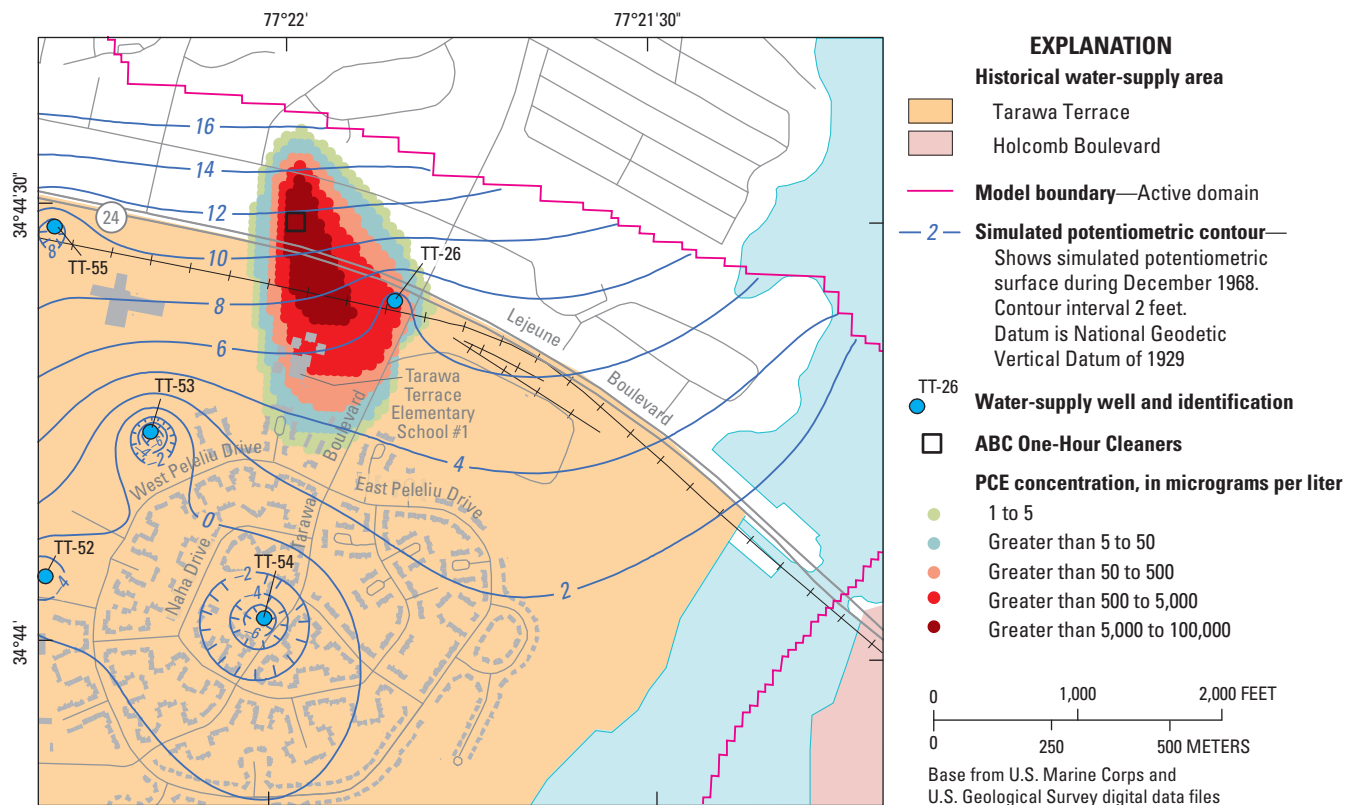 77°22'
77°21'30"
34°44'30"
34°44'
16
14
12
10
8
6
4
2
0
24
8
TT-55
TT-26
TT-53
-4
-2
TT-52
-4
TT-54
-2
-4
-6
Lejeune
Boulevard
Tarawa
Terrace
Elementary
School #1
Boulevard
Tarawa
West Peleliu Drive
East Peleliu Drive
Naha Drive
EXPLANATION
Historical water-supply area
Tarawa Terrace
Holcomb Boulevard
Model boundary—Active domain
2
Simulated potentiometric contour—
Shows simulated potentiometric
surface during December 1968.
Contour interval 2 feet.
Datum is National Geodetic
Vertical Datum of 1929
TT-26
Water-supply well and identification
ABC One-Hour Cleaners
PCE concentration, in micrograms per liter
1 to 5
Greater than 5 to 50
Greater than 50 to 500
Greater than 500 to 5,000
Greater than 5,000 to 100,000
0 1,000 2,000 FEET
0 250 500 METERS
Base from U.S. Marine Corps and
U.S. Geological Survey digital data files